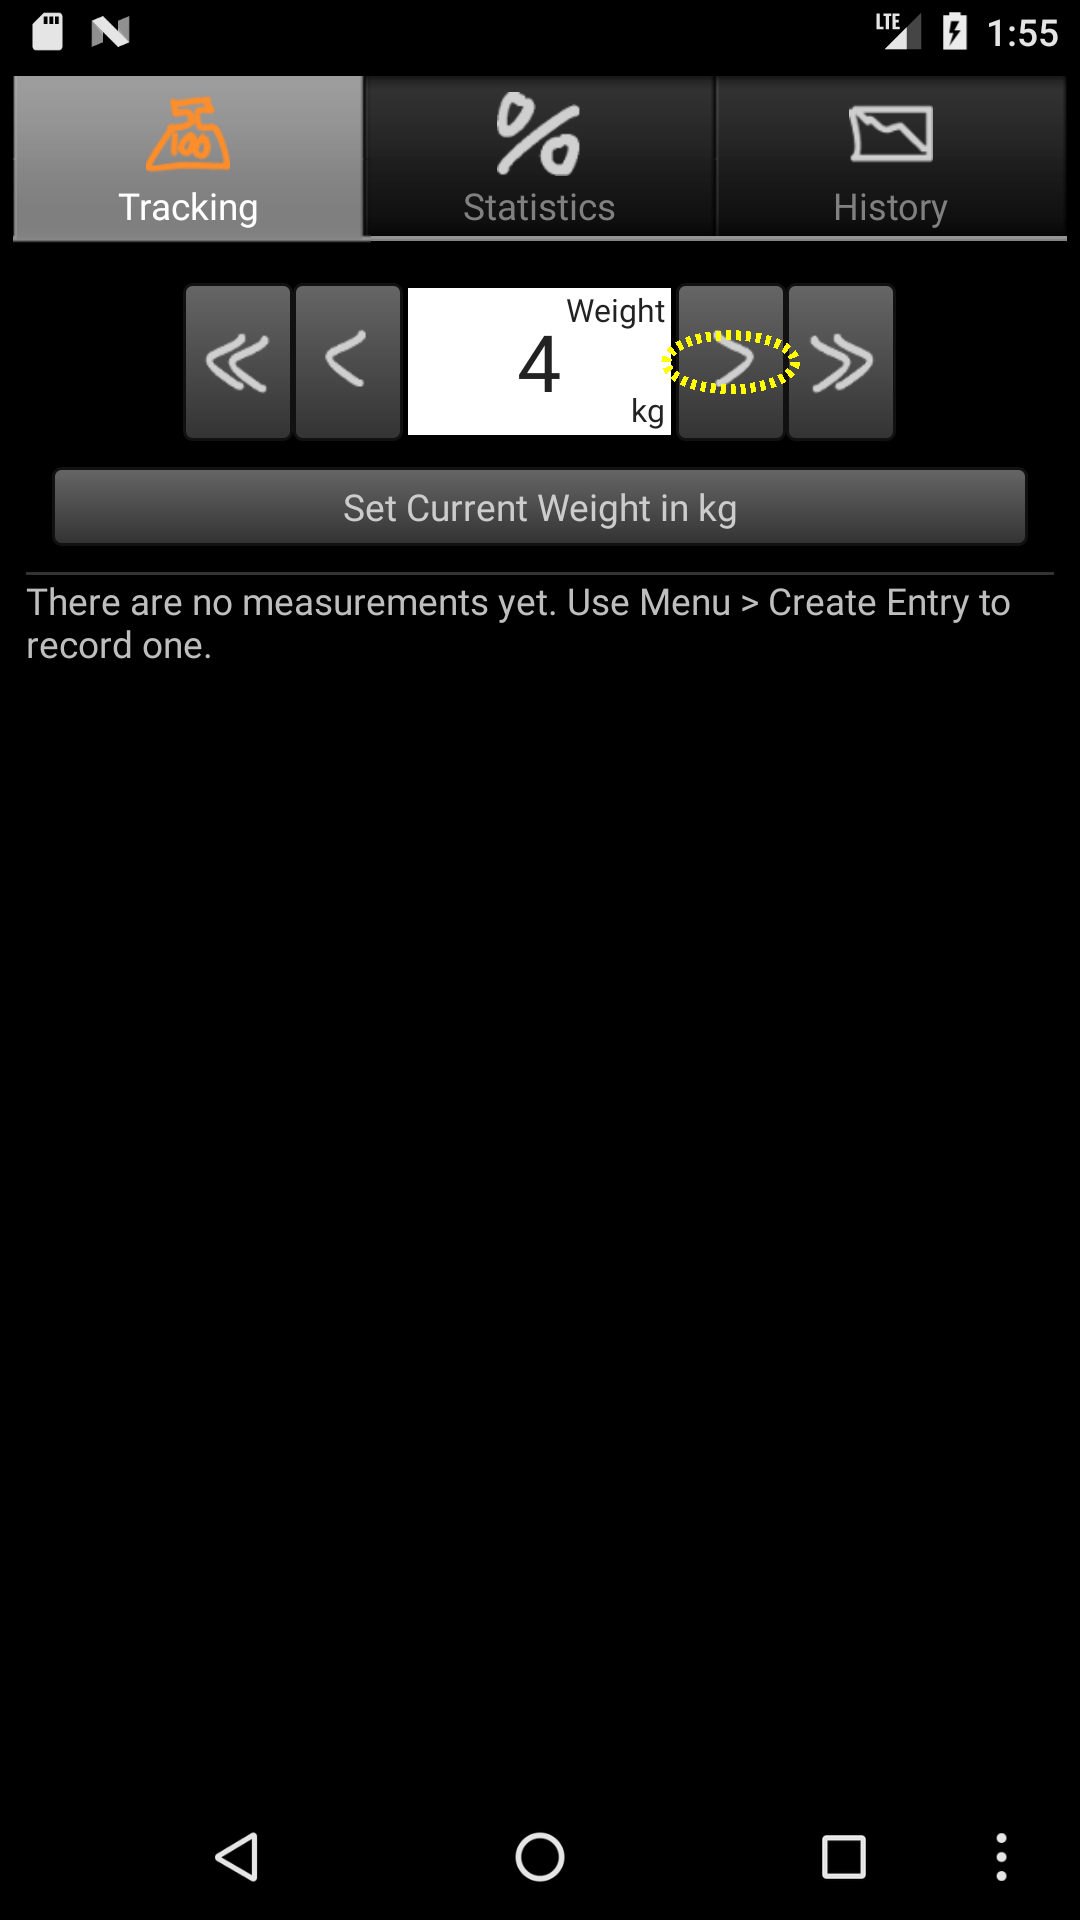 LTE 1:55
100
Tracking Statistics History
Weight
4
kg
Set Current Weight in kg
There are no measurements yet. Use Menu > Create Entry to
record one.